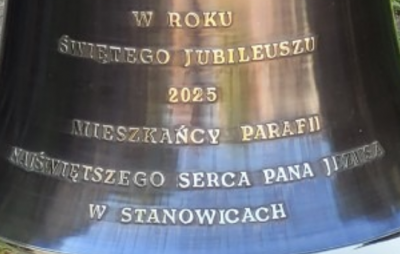 W ROKU
ŚWIĘTEGO JUBILEUSZU
2025
MIESZKAŃCY PARAFII
NAJŚWIĘTSZEGO SERCA PANA JEZUSA
W STANOWICACH